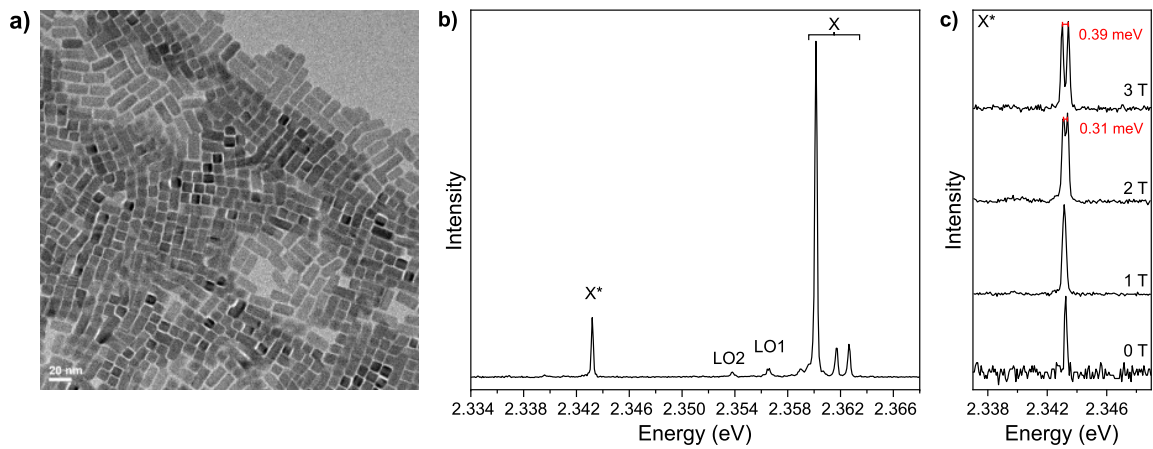 a)
20 nm
b)
Intensity
X
X*
LO2
LO1
2.334 2.338 2.342 2.346 2.350 2.354 2.358 2.362 2.366
Energy (eV)
c)
X*
0.39 meV
3 T
0.31 meV
2 T
1 T
0 T
Intensity
2.338 2.342 2.346
Energy (eV)